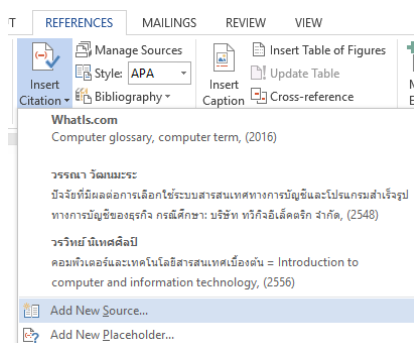 REFERENCES MAILINGS REVIEW VIEW
Insert Citation
Manage Sources
Style: APA
Bibliography
Insert Caption
Insert Table of Figures
Update Table
Cross-reference
WhatIs.com
Computer glossary, computer term, (2016)
วรรณา วัฒนมะระ
ปัจจัยที่มีผลต่อการเลือกใช้ระบบสารสนเทศทางการบัญชีและโปรแกรมสำเร็จรูป
ทางการบัญชีของธุรกิจ กรณีศึกษา: บริษัท ทวีกิจอิเล็คตริก จำกัด, (2548)
วรวิทย์ นิเทศศิลป์
คอมพิวเตอร์และเทคโนโลยีสารสนเทศเบื้องต้น = Introduction to
computer and information technology, (2556)
Add New Source...
Add New Placeholder...